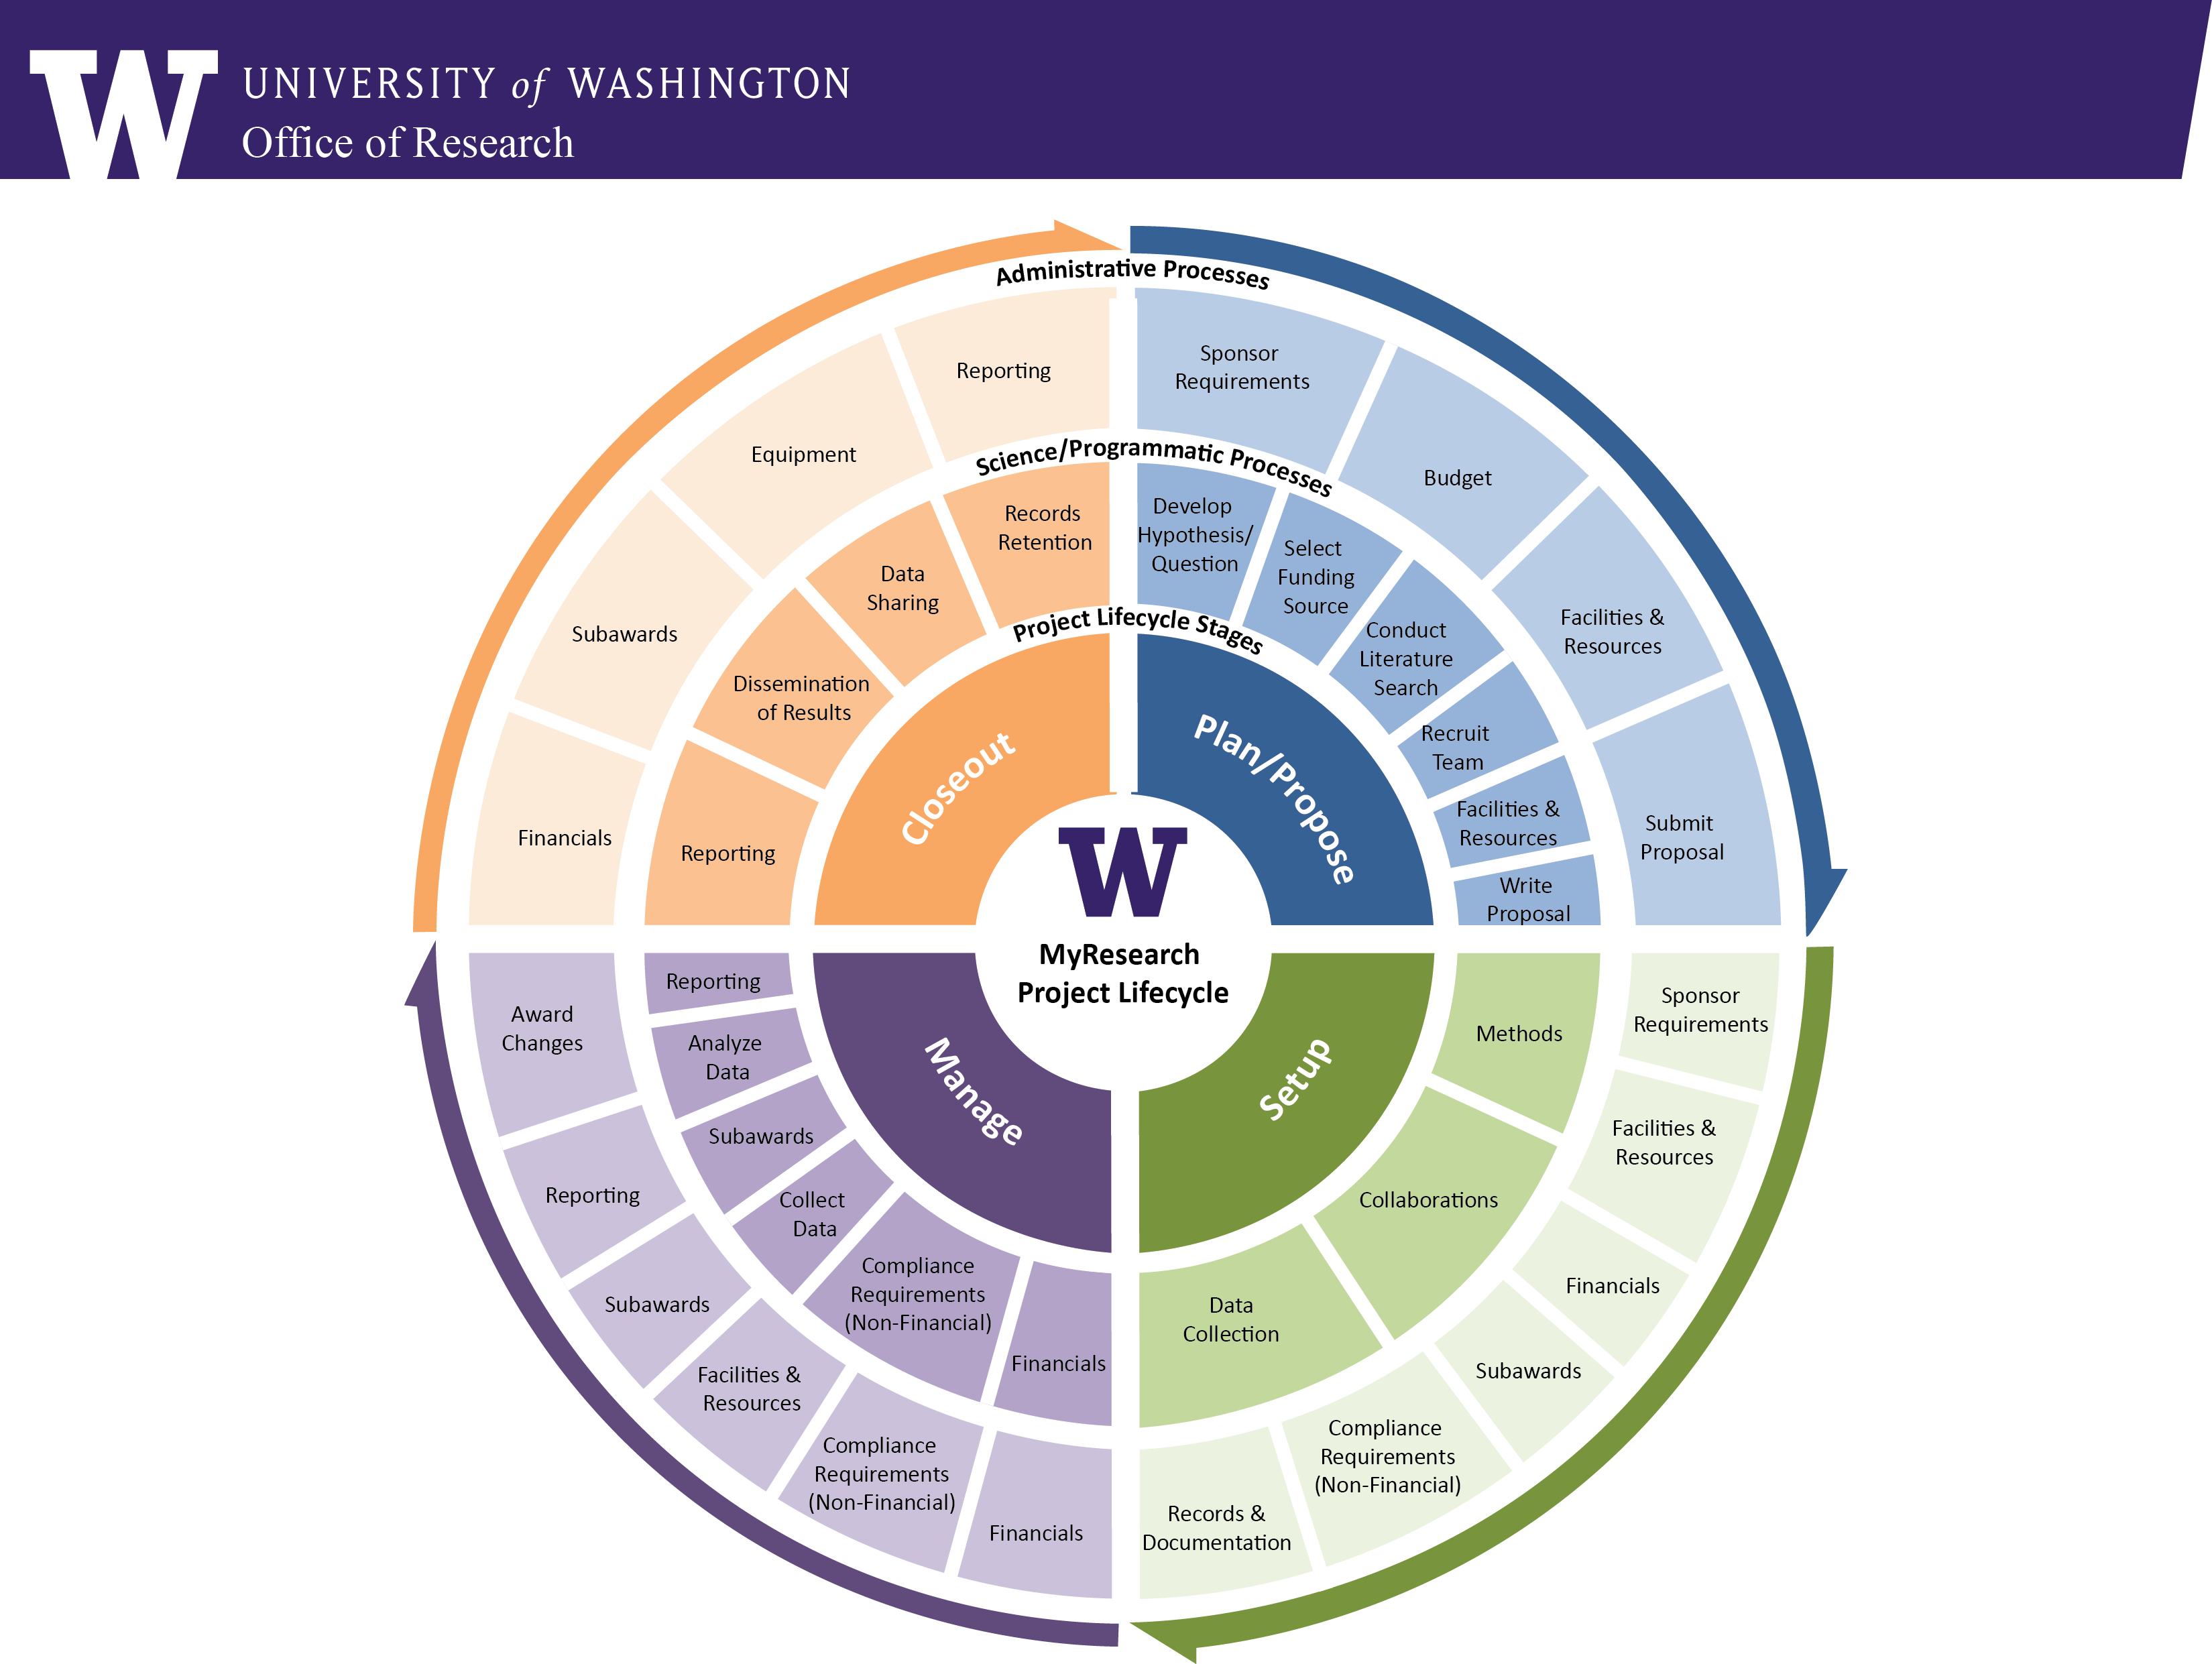 W
UNIVERSITY of WASHINGTON
Office of Research
Administrative Processes
Reporting
Sponsor
Requirements
Equipment
Budget
Subawards
Facilities &
Resources
Financials
Submit
Proposal
Science/Programmatic Processes
Records
Retention
Develop
Hypothesis/
Question
Data
Sharing
Select
Funding
Source
Dissemination
of Results
Conduct
Literature
Search
Recruit
Team
Reporting
Facilities &
Resources
Write
Proposal
Project Lifecycle Stages
Closeout
Plan/Propose
W
MyResearch
Project Lifecycle
Manage
Setup
Reporting
Analyze
Data
Subawards
Collect
Data
Compliance
Requirements
(Non-Financial)
Financials
Methods
Collaborations
Data
Collection
Award
Changes
Reporting
Subawards
Facilities &
Resources
Compliance
Requirements
(Non-Financial)
Financials
Sponsor
Requirements
Facilities &
Resources
Financials
Subawards
Compliance
Requirements
(Non-Financial)
Records &
Documentation